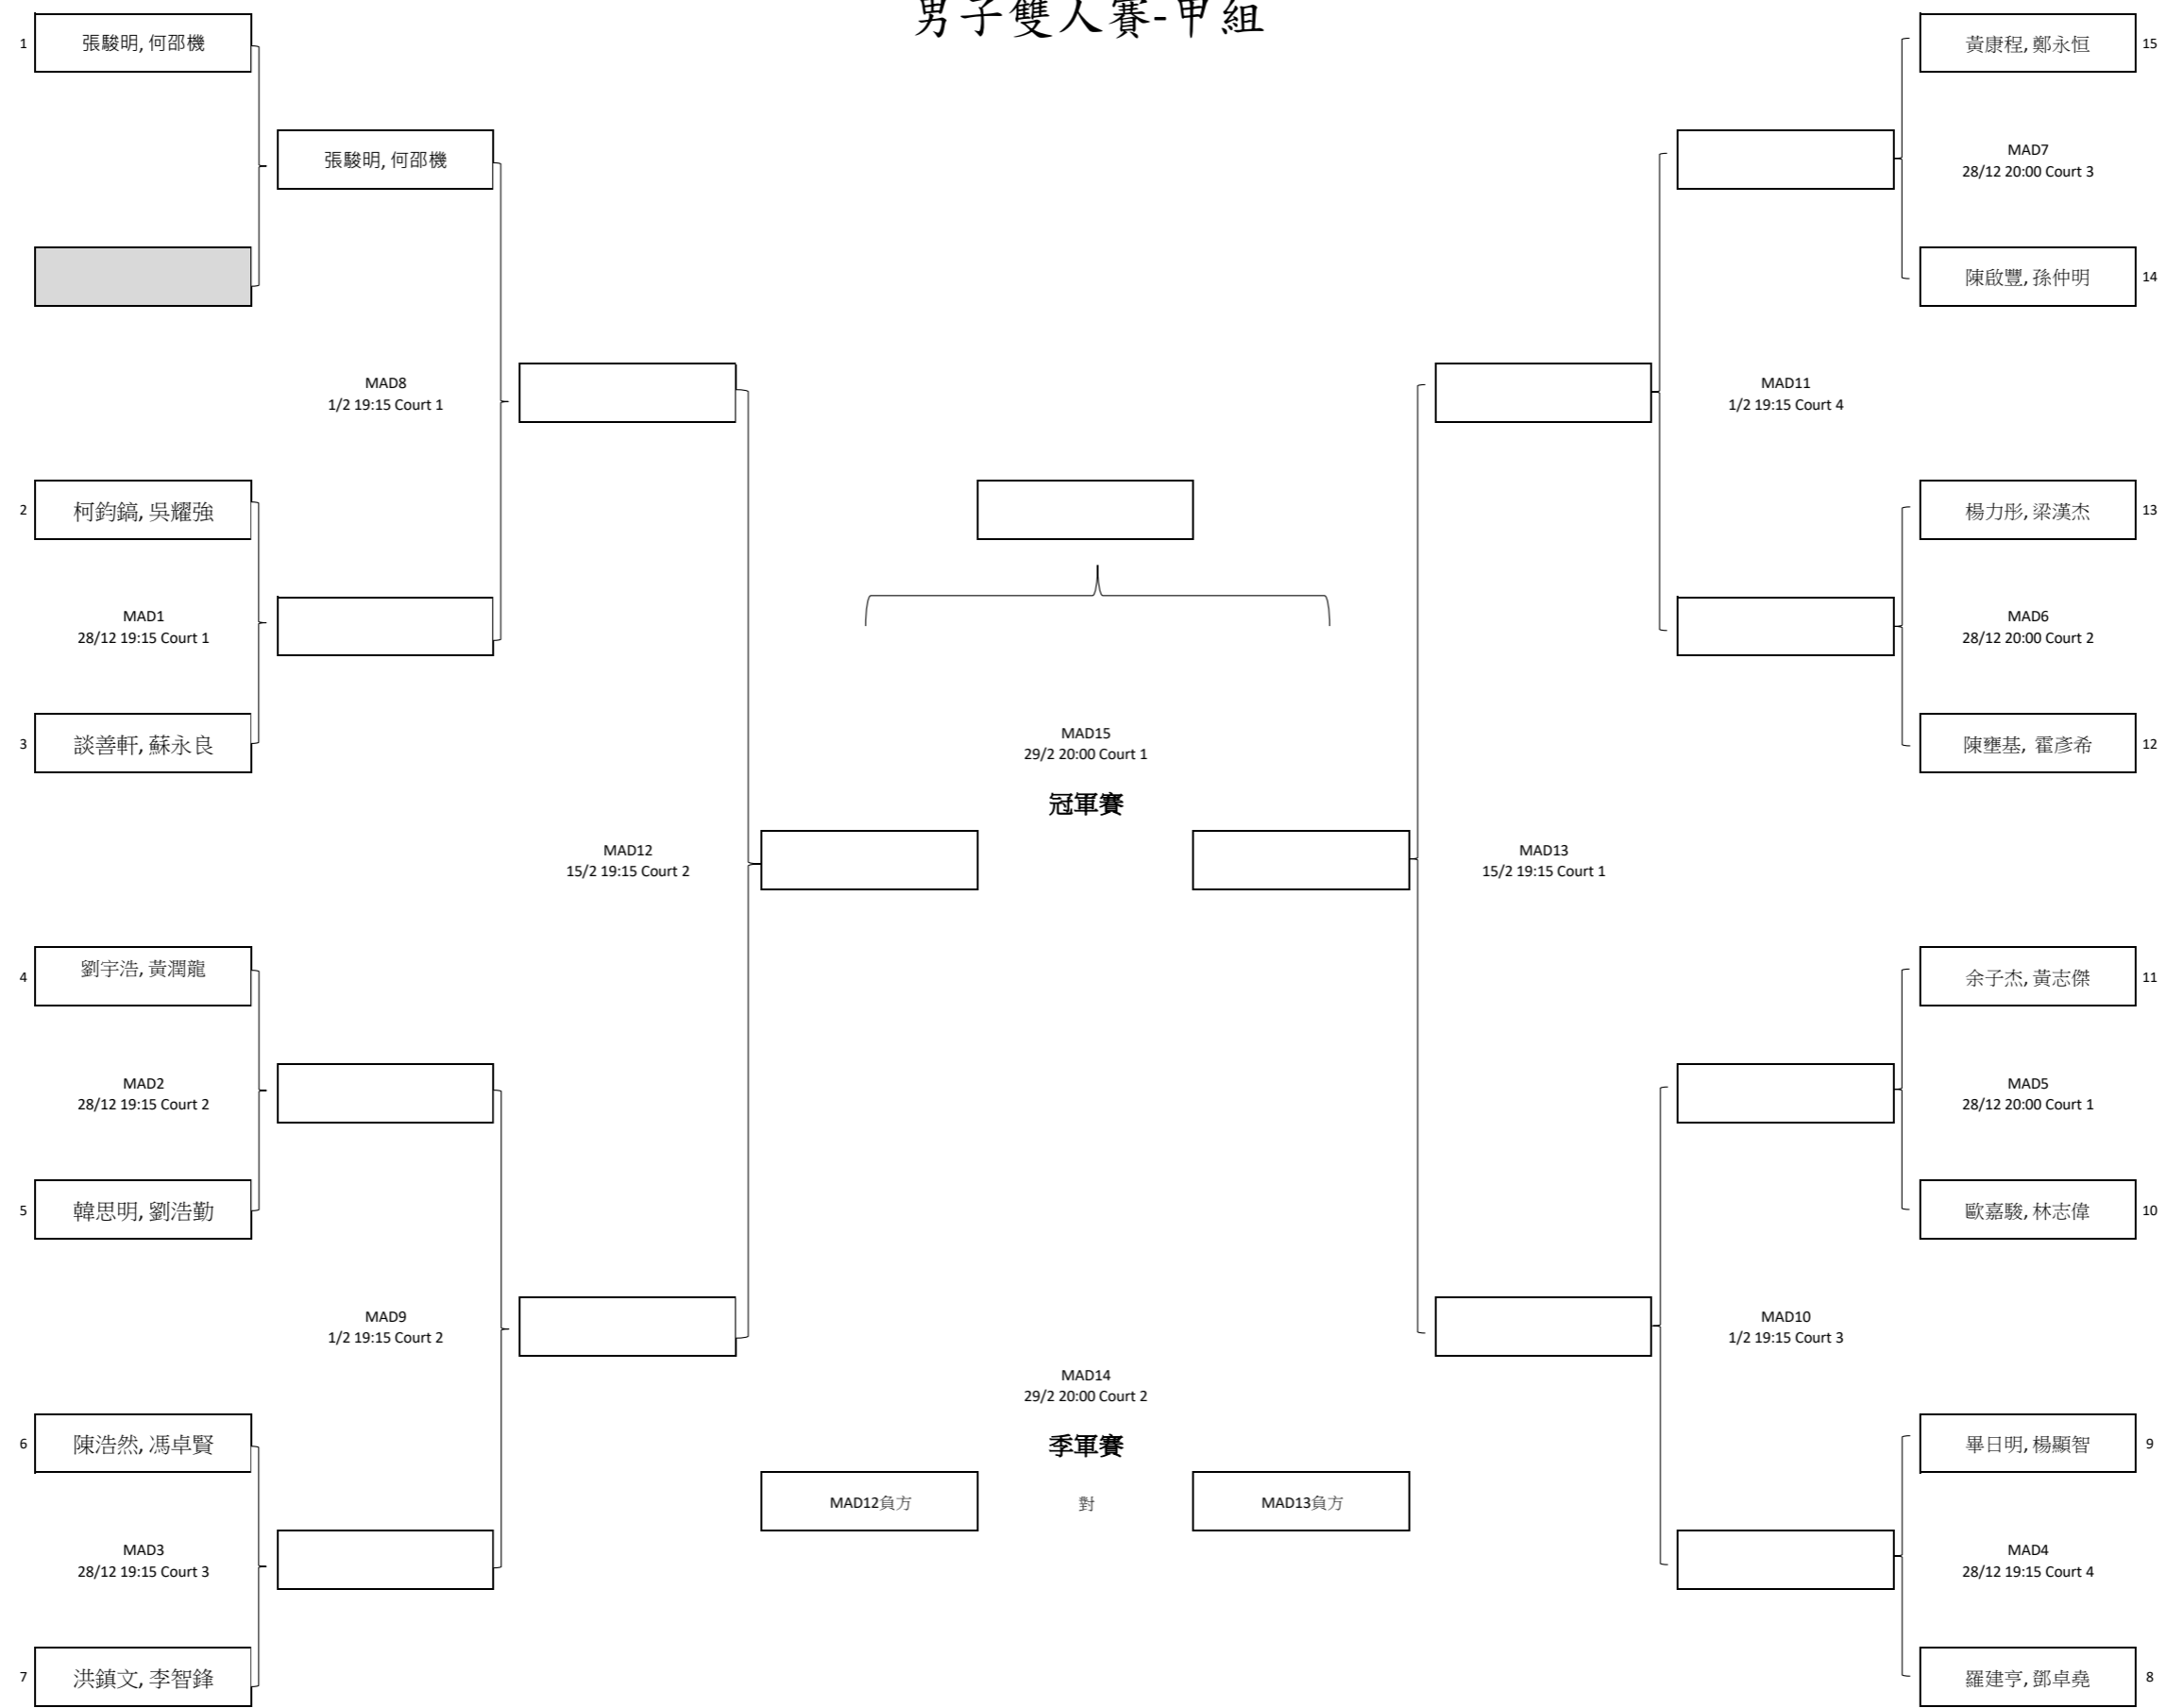 男子雙人賽-甲組
1
張駿明, 何邵機
張駿明, 何邵機
MAD8
1/2 19:15 Court 1
2
柯鈞鎬, 吳耀強
MAD1
28/12 19:15 Court 1
3
談善軒, 蘇永良
MAD12
15/2 19:15 Court 2
4
劉宇浩, 黃潤龍
MAD2
28/12 19:15 Court 2
5
韓思明, 劉浩勤
MAD9
1/2 19:15 Court 2
6
陳浩然, 馮卓賢
MAD3
28/12 19:15 Court 3
7
洪鎮文, 李智鋒
MAD15
29/2 20:00 Court 1
冠軍賽
MAD14
29/2 20:00 Court 2
季軍賽
MAD12負方
對
MAD13負方
黃康程, 鄭永恒
15
MAD7
28/12 20:00 Court 3
陳啟豐, 孫仲明
14
MAD11
1/2 19:15 Court 4
楊力彤, 梁漢杰
13
MAD6
28/12 20:00 Court 2
陳壅基, 霍彥希
12
MAD13
15/2 19:15 Court 1
余子杰, 黃志傑
11
MAD5
28/12 20:00 Court 1
歐嘉駿, 林志偉
10
MAD10
1/2 19:15 Court 3
畢日明, 楊顯智
9
MAD4
28/12 19:15 Court 4
羅建亨, 鄧卓堯
8